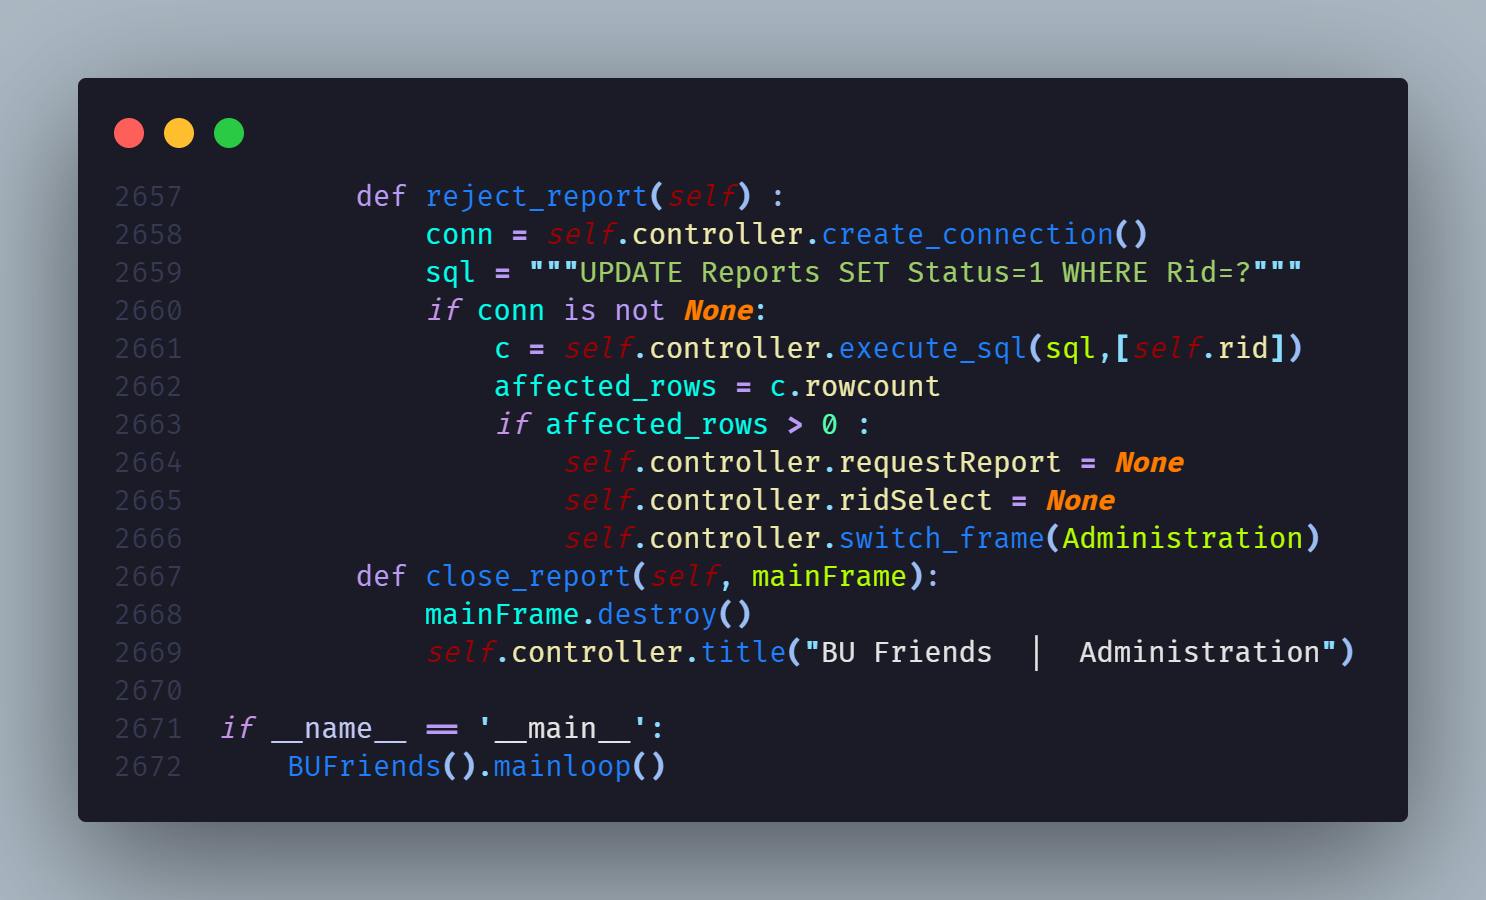 2657          def reject_report(self) :
2658              conn = self.controller.create_connection()
2659              sql = """UPDATE Reports SET Status=1 WHERE Rid=?"""
2660              if conn is not None:
2661                  c = self.controller.execute_sql(sql,[self.rid])
2662                  affected_rows = c.rowcount
2663                  if affected_rows > 0 :
2664                      self.controller.requestReport = None
2665                      self.controller.ridSelect = None
2666                      self.controller.switch_frame(Administration)
2667          def close_report(self, mainFrame):
2668              mainFrame.destroy()
2669              self.controller.title("BU Friends  |  Administration")
2670
2671  if __name__ == '__main__':
2672      BUFriends().mainloop()